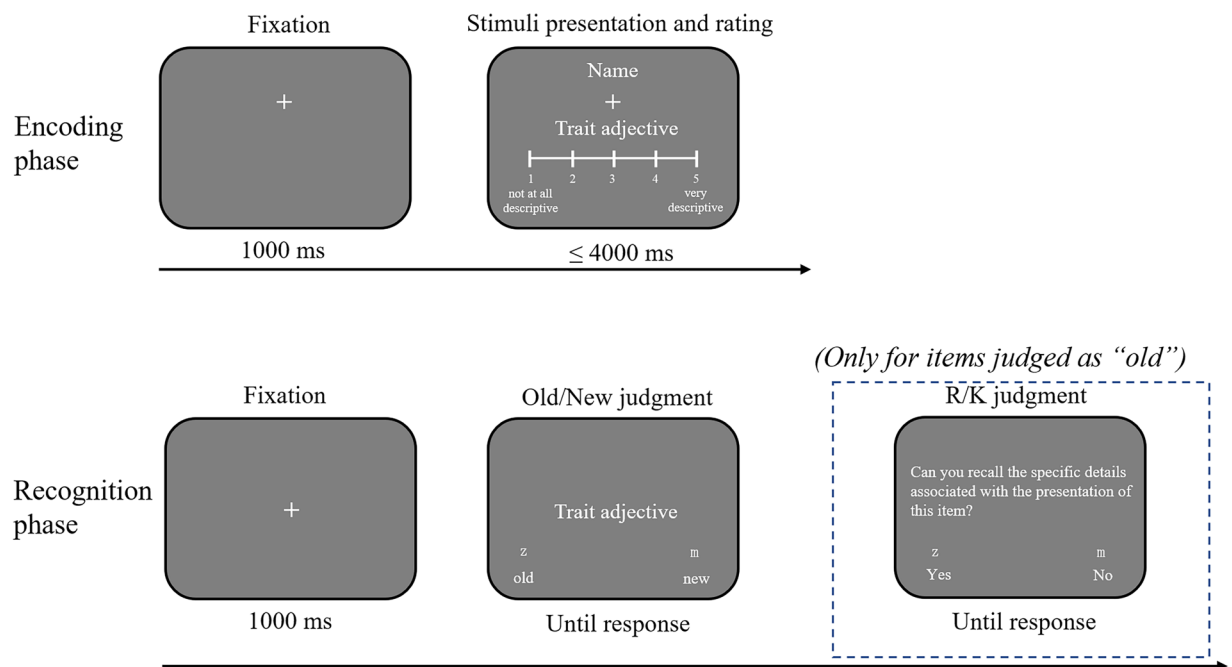 Fixation
Stimuli presentation and rating
Encoding
phase
+
Name
+
Trait adjective
1 2 3 4 5
not at all
descriptive
very
descriptive
1000 ms
≤ 4000 ms
(Only for items judged as “old”)
Fixation
Old/New judgment
R/K judgment
Recognition
phase
+
Trait adjective
z m
old new
Can you recall the specific details
associated with the presentation of
this item?
z m
Yes No
1000 ms
Until response
Until response